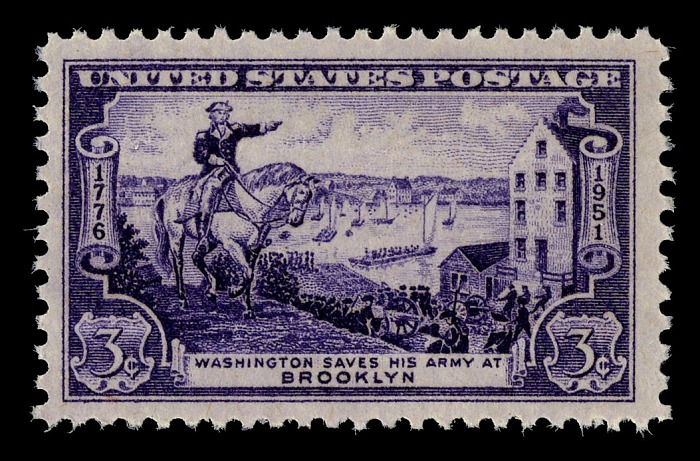 UNITED STATES POSTAGE
1776
1951
3¢
WASHINGTON SAVES HIS ARMY AT
BROOKLYN
3¢